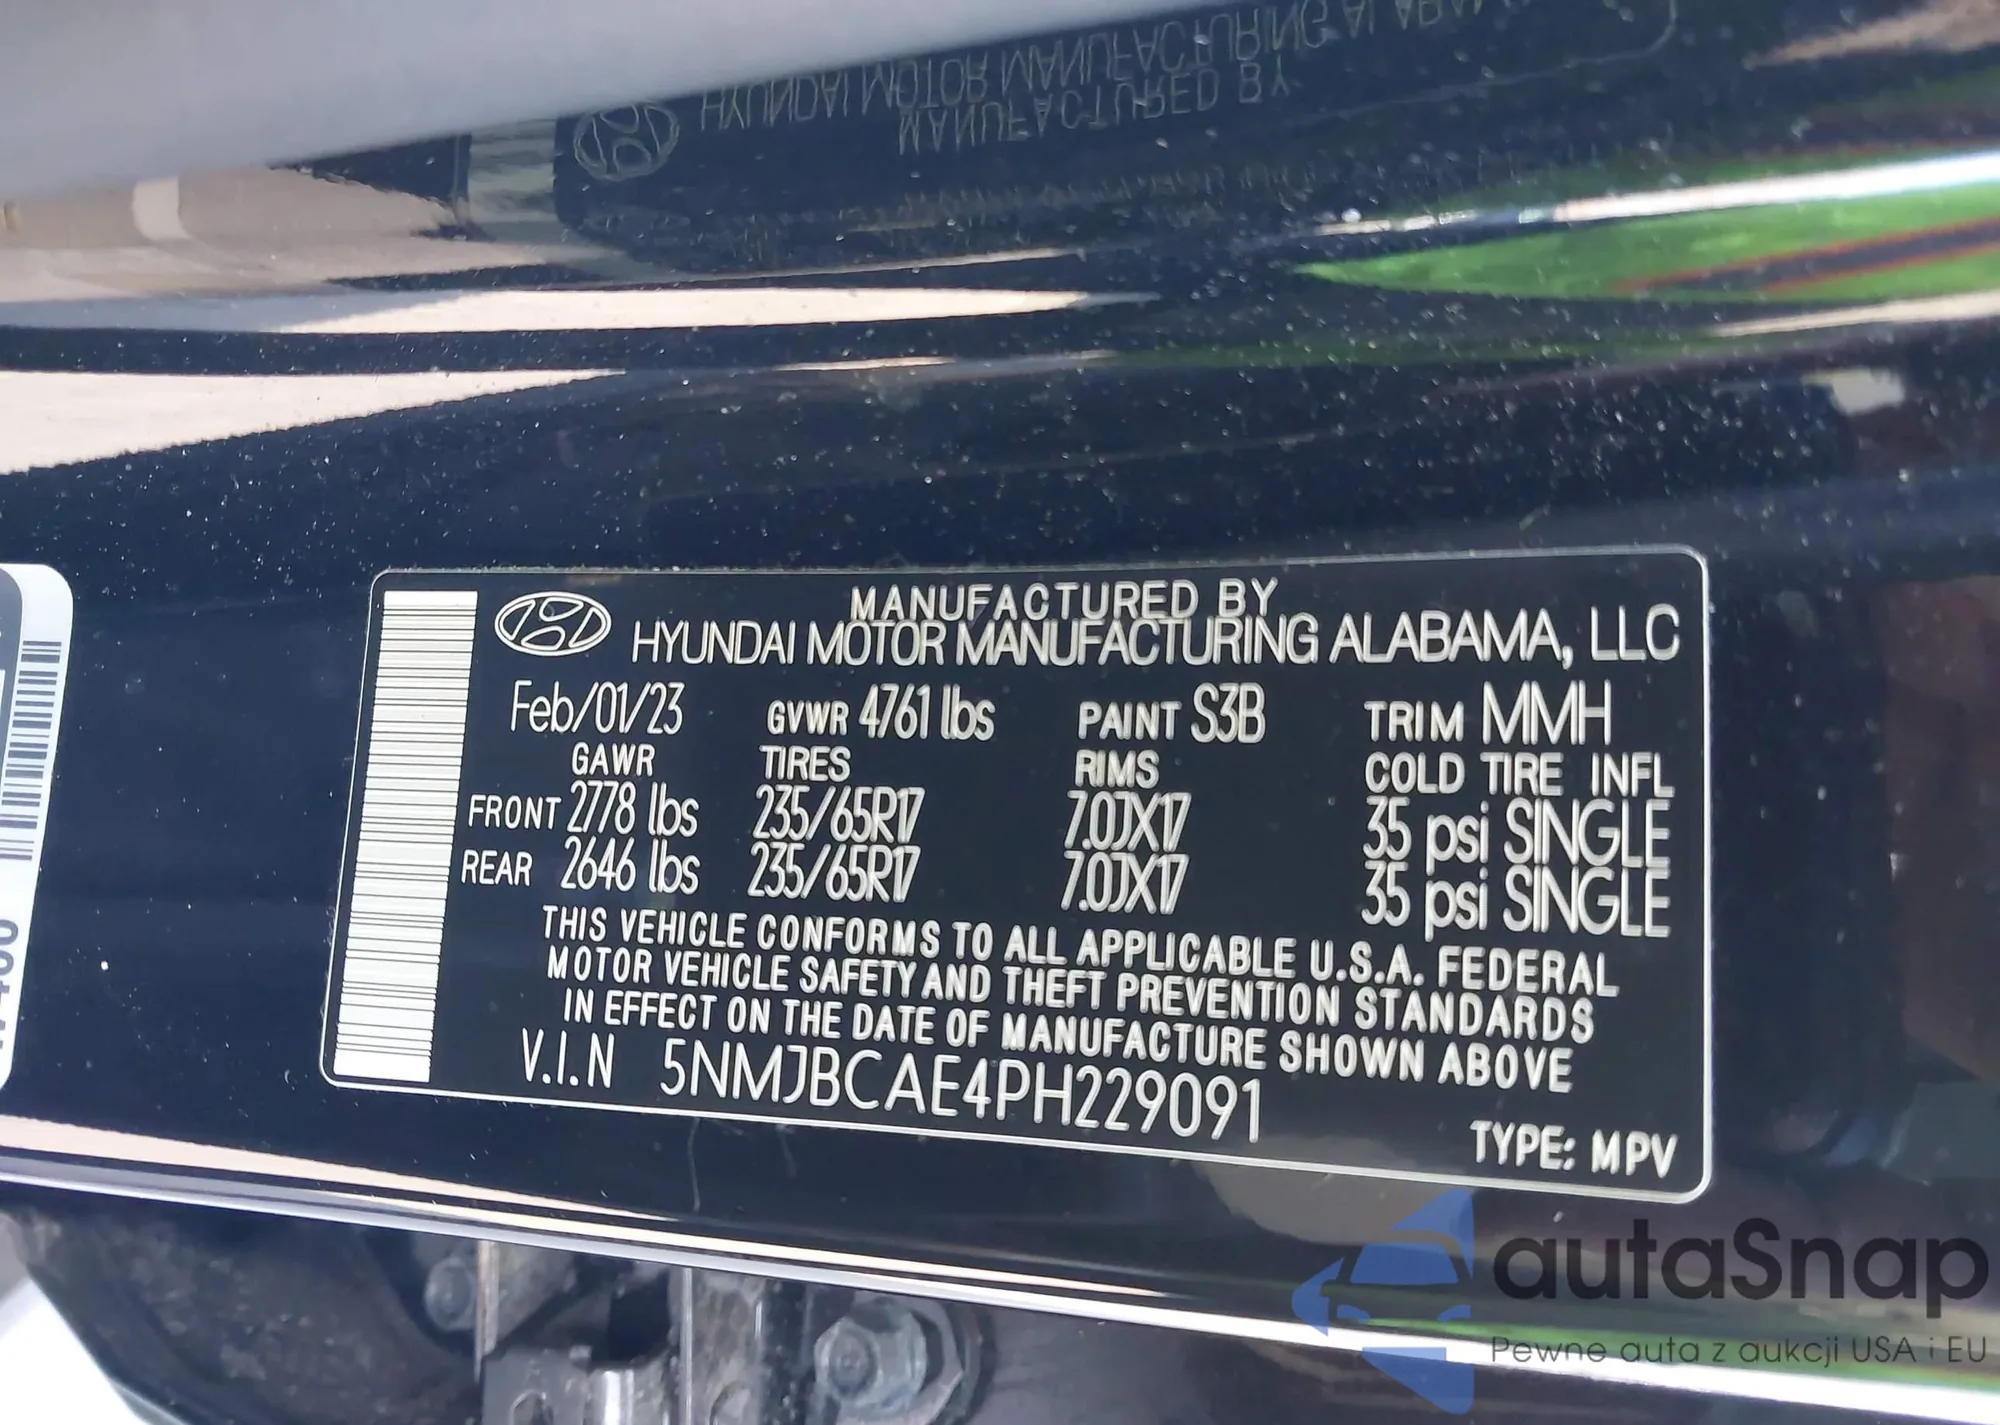 MANUFACTURED BY
HYUNDAI MOTOR MANUFACTURING ALABAMA, LLC
Feb/01/23 GVWR 4761 lbs PAINT S3B TRIM MMH
GAWR TIRES RIMS COLD TIRE INFL
FRONT 2778 lbs 235/65R17 7.0JX17 35 psi SINGLE
REAR 2646 lbs 235/65R17 7.0JX17 35 psi SINGLE
THIS VEHICLE CONFORMS TO ALL APPLICABLE U.S.A. FEDERAL
MOTOR VEHICLE SAFETY AND THEFT PREVENTION STANDARDS
IN EFFECT ON THE DATE OF MANUFACTURE SHOWN ABOVE
V.I.N 5NMJBCAE4PH229091
TYPE: MPV
autaSnap
Pewne auta z aukcji USA i EU